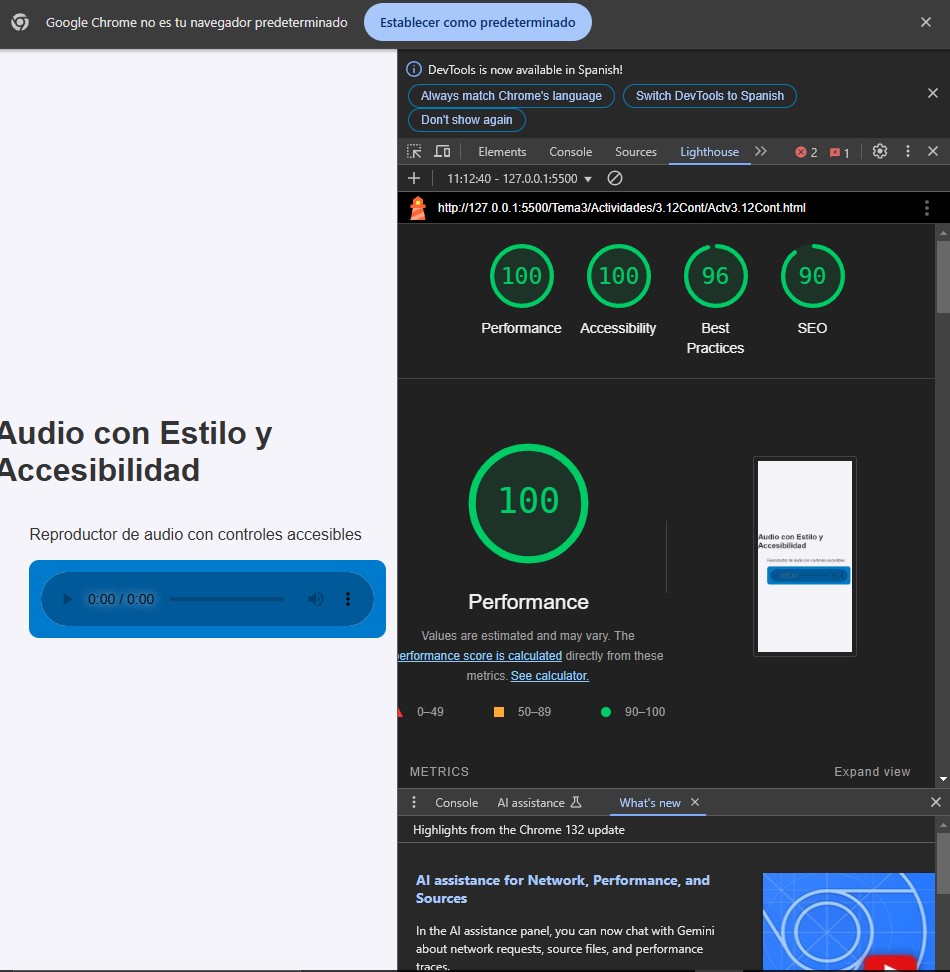 Google Chrome no es tu navegador predeterminado
Establecer como predeterminado
DevTools is now available in Spanish!
Always match Chrome's language
Switch DevTools to Spanish
Don't show again
Elements
Console
Sources
Lighthouse
2
1
11:12:40 - 127.0.0.1:5500
http://127.0.0.1:5500/Tema3/Actividades/3.12Cont/Actv3.12Cont.html
100
100
96
90
Performance
Accessibility
Best
Practices
SEO
Audio con Estilo y
Accesibilidad
Reproductor de audio con controles accesibles
0:00 / 0:00
100
Performance
Values are estimated and may vary. The
erformance score is calculated directly from these
metrics. See calculator.
0–49
50–89
90–100
Audio con Estilo y
Accesibilidad
Reproductor de audio con controles accesibles
METRICS
Expand view
Console
AI assistance
What's new
Highlights from the Chrome 132 update
AI assistance for Network, Performance, and
Sources
In the AI assistance panel, you can now chat with Gemini
about network requests, source files, and performance
traces.